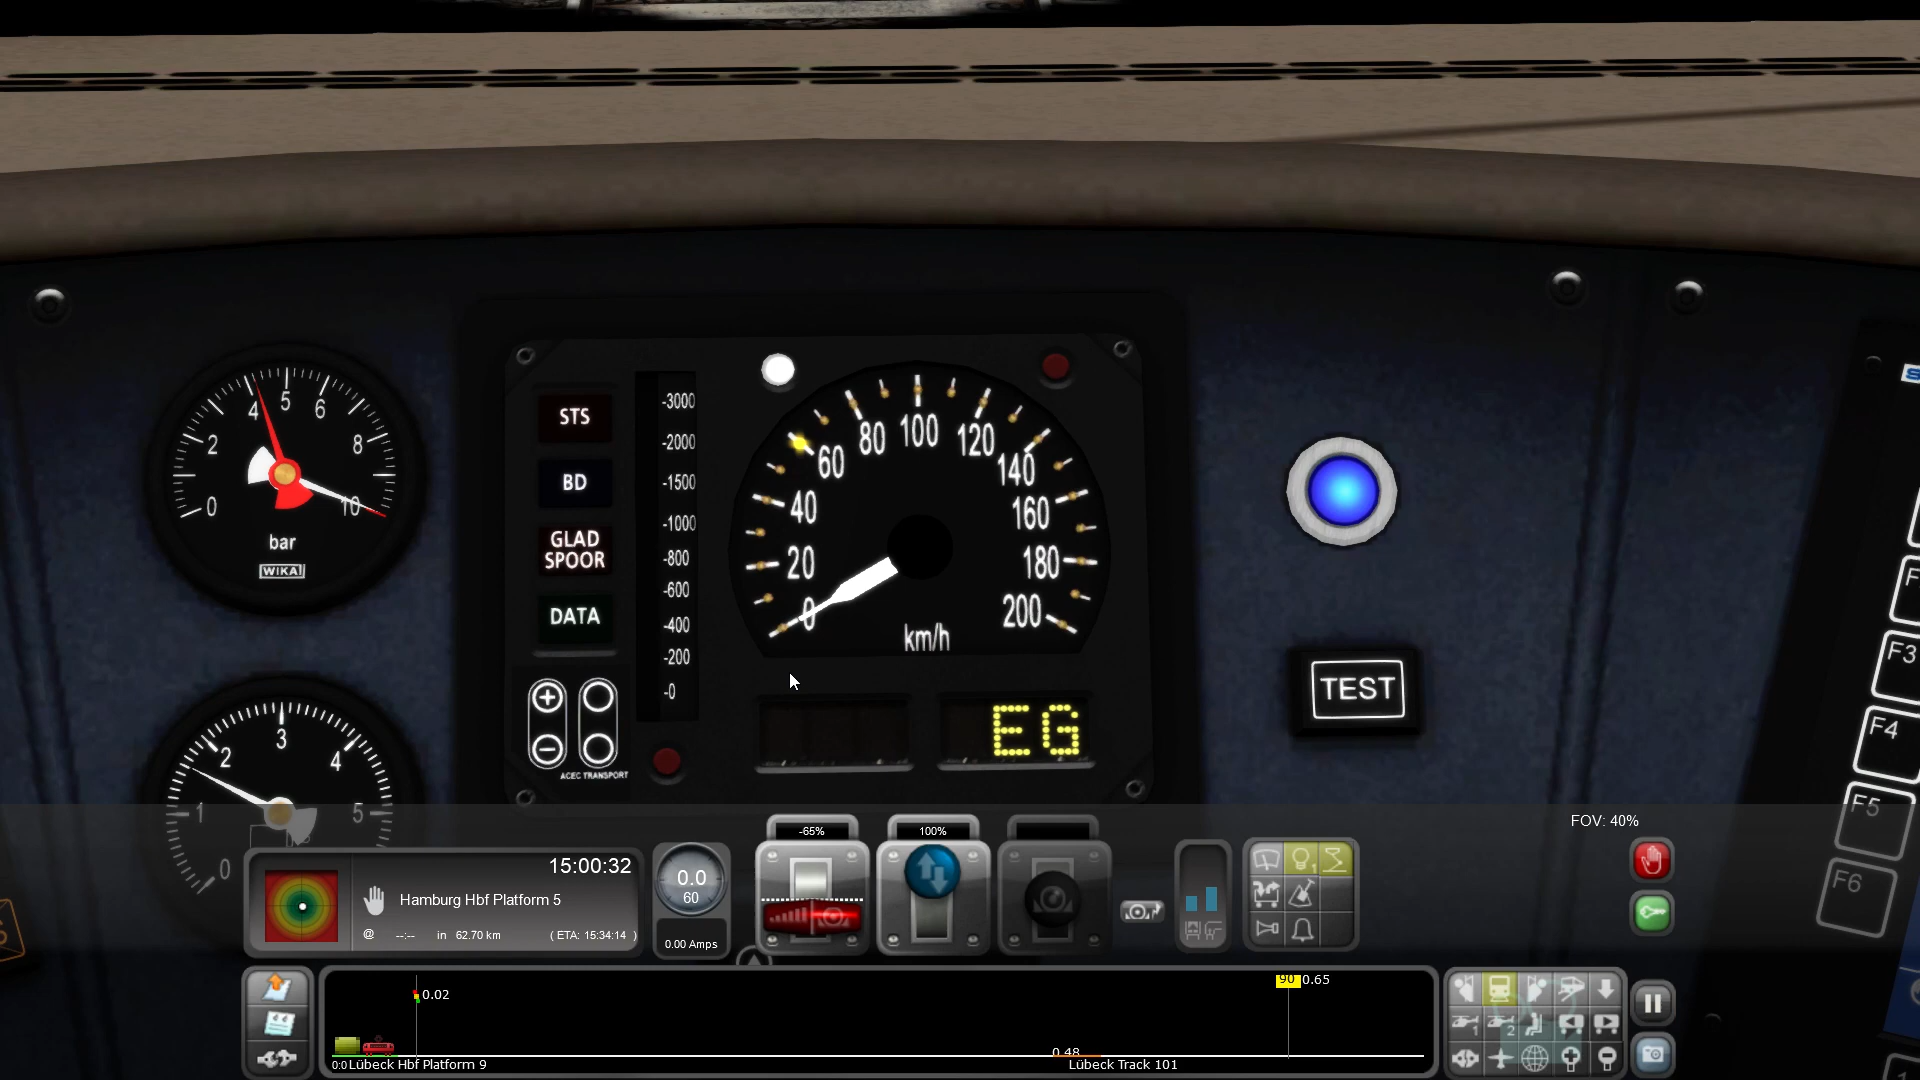 4 5 6
2 8
0 10
bar
WIKAI
STS
BD
GLAD
SPOOR
DATA
ACEC TRANSPORT
-3000
-2000
-1500
-1000
-800
-600
-400
-200
-0
0 20 40 60 80 100 120 140 160 180 200
km/h
EG
TEST
F3
F4
F5
F6
0 1 2 3 4 5
FOV: 40%
15:00:32
Hamburg Hbf Platform 5
@ --:-- in 62.70 km ( ETA: 15:34:14 )
0.0
60
0.00 Amps
-65%
100%
0.02
90 0.65
0.48
0:0 Lübeck Hbf Platform 9
Lübeck Track 101
1
2